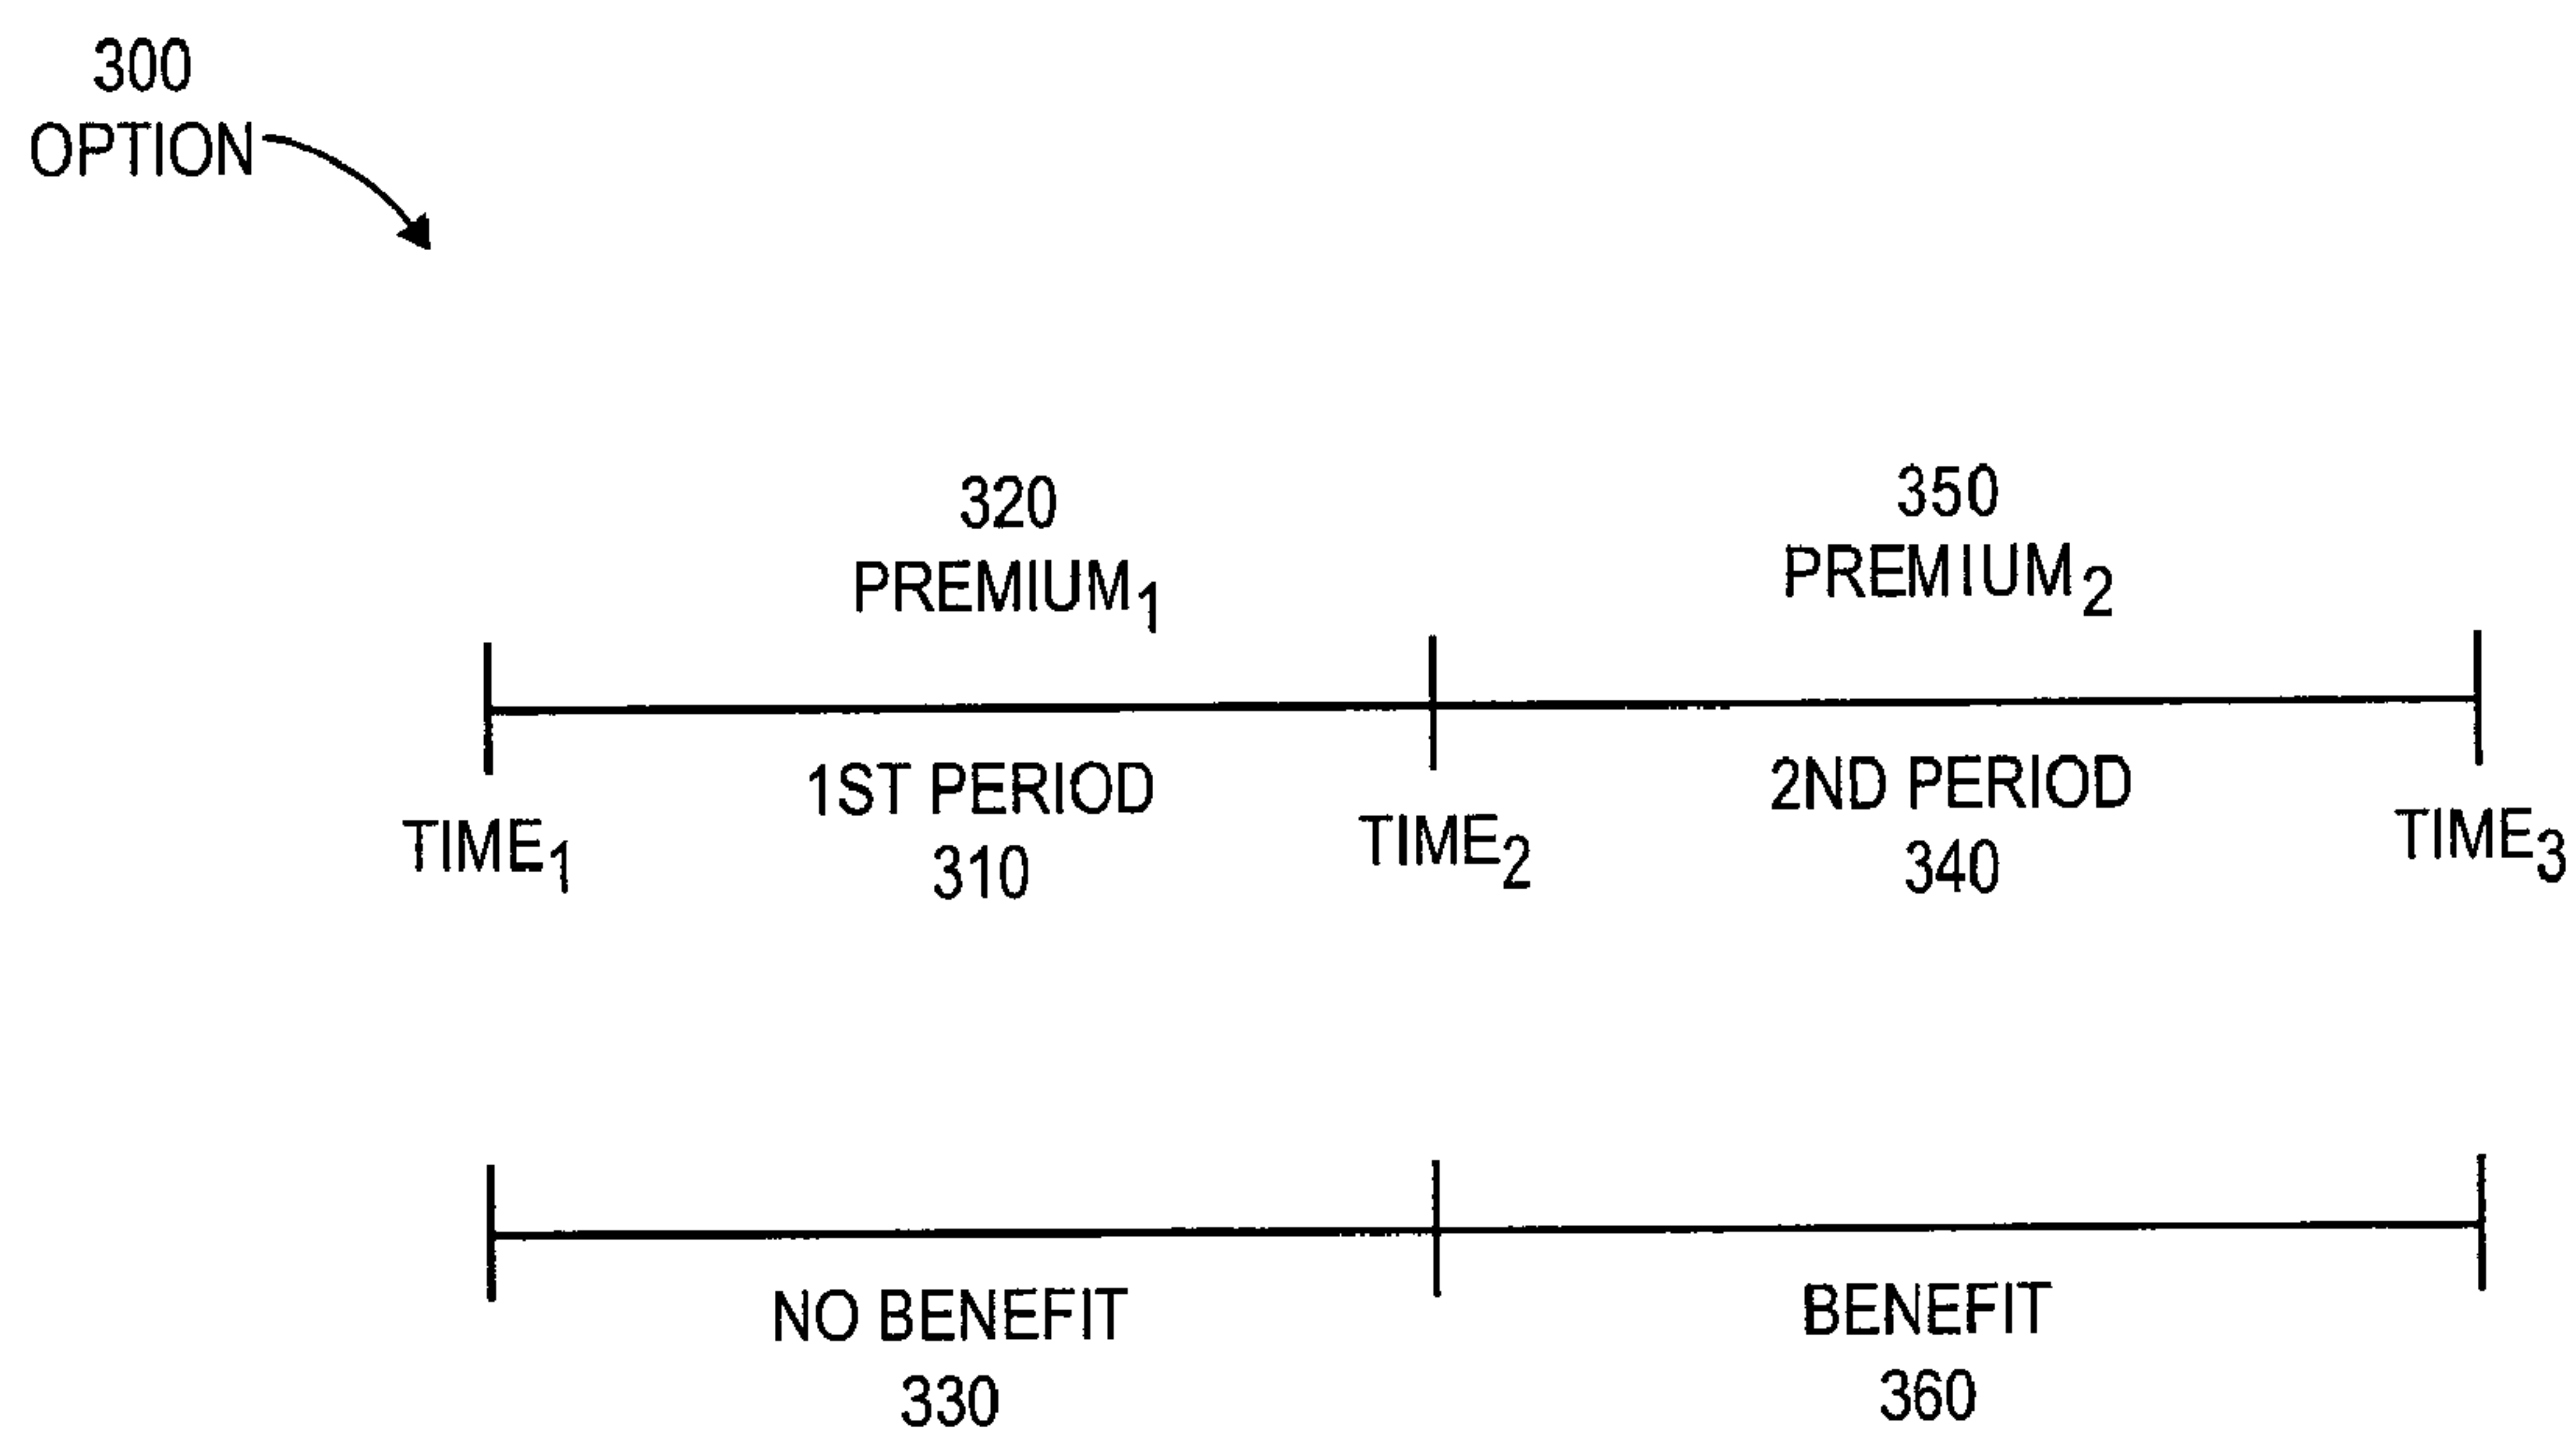 300
OPTION
320
PREMIUM₁
350
PREMIUM₂
1ST PERIOD
310
2ND PERIOD
340
TIME₁
TIME₂
TIME₃
NO BENEFIT
330
BENEFIT
360